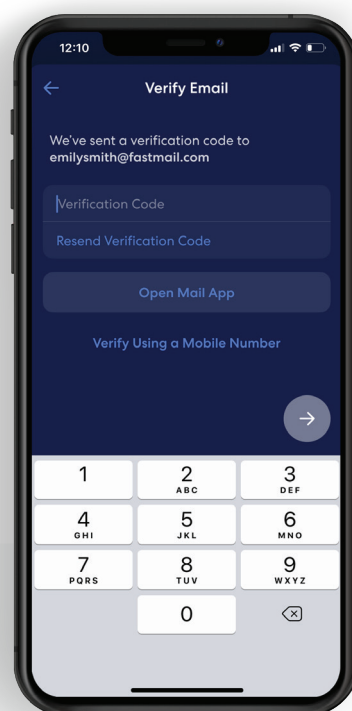 12:10
Verify Email
We've sent a verification code to
emilysmith@fastmail.com
Verification Code
Resend Verification Code
Open Mail App
Verify Using a Mobile Number
1 2 3
ABC DEF
4 5 6
GHI JKL MNO
7 8 9
PQRS TUV WXYZ
0